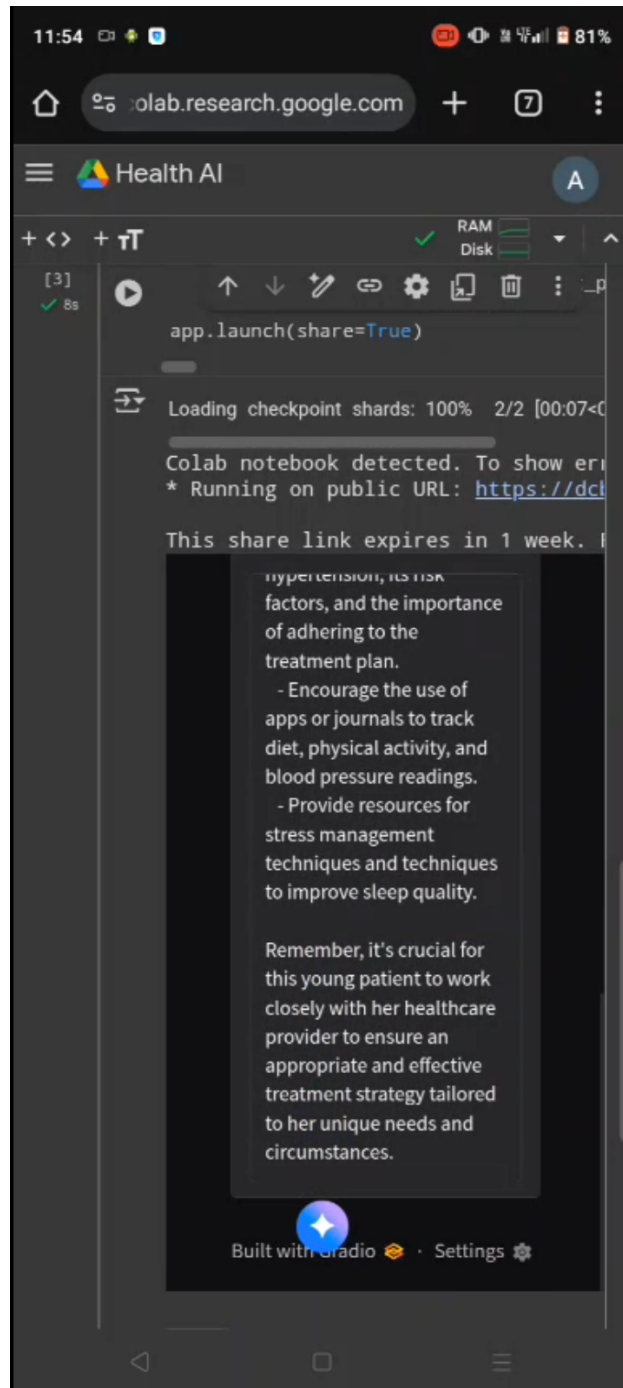 11:54 81%
olab.research.google.com 7
Health AI A
RAM
Disk
[3]
8s
app.launch(share=True)
Loading checkpoint shards: 100% 2/2 [00:07<
Colab notebook detected. To show er
* Running on public URL: https://dcb
This share link expires in 1 week.
hypertension, its risk
factors, and the importance
of adhering to the
treatment plan.
- Encourage the use of
apps or journals to track
diet, physical activity, and
blood pressure readings.
- Provide resources for
stress management
techniques and techniques
to improve sleep quality.
Remember, it's crucial for
this young patient to work
closely with her healthcare
provider to ensure an
appropriate and effective
treatment strategy tailored
to her unique needs and
circumstances.
Built with Gradio · Settings